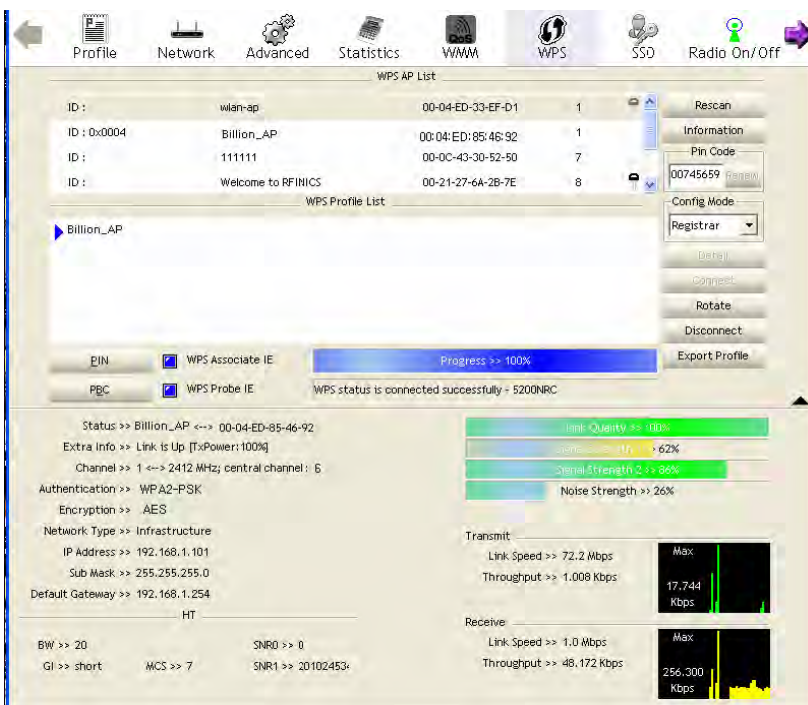 QoS
Profile Network Advanced Statistics WMM WPS SSO Radio On/Off
WPS AP List
ID : wlan-ap 00-04-ED-33-EF-D1 1
ID : 0x0004 Billion_AP 00:04:ED:85:46:92 1
ID : 111111 00-0C-43-30-52-50 7
ID : Welcome to RFINICS 00-21-27-6A-2B-7E 8
Rescan
Information
Pin Code
00745659 Renew
Config Mode
Registrar
Detail
Connect
Rotate
Disconnect
Export Profile
WPS Profile List
Billion_AP
PIN WPS Associate IE Progress >> 100%
PBC WPS Probe IE WPS status is connected successfully - 5200NRC
Status >> Billion_AP <--> 00-04-ED-85-46-92
Extra Info >> Link is Up [TxPower:100%]
Channel >> 1 <--> 2412 MHz; central channel : 6
Authentication >> WPA2-PSK
Encryption >> AES
Network Type >> Infrastructure
IP Address >> 192.168.1.101
Sub Mask >> 255.255.255.0
Default Gateway >> 192.168.1.254
HT
BW >> 20 SNR0 >> 0
GI >> short MCS >> 7 SNR1 >> 20102453
Link Quality >> 100%
>> 62%
Signal Strength 2 >> 86%
Noise Strength >> 26%
Transmit
Link Speed >> 72.2 Mbps
Throughput >> 1.008 Kbps
Max
17.744
Kbps
Receive
Link Speed >> 1.0 Mbps
Throughput >> 48.172 Kbps
Max
256.300
Kbps